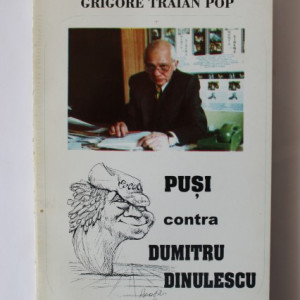 GRIGORE TRAIAN POP
PUȘI
contra
DUMITRU
DINULESCU